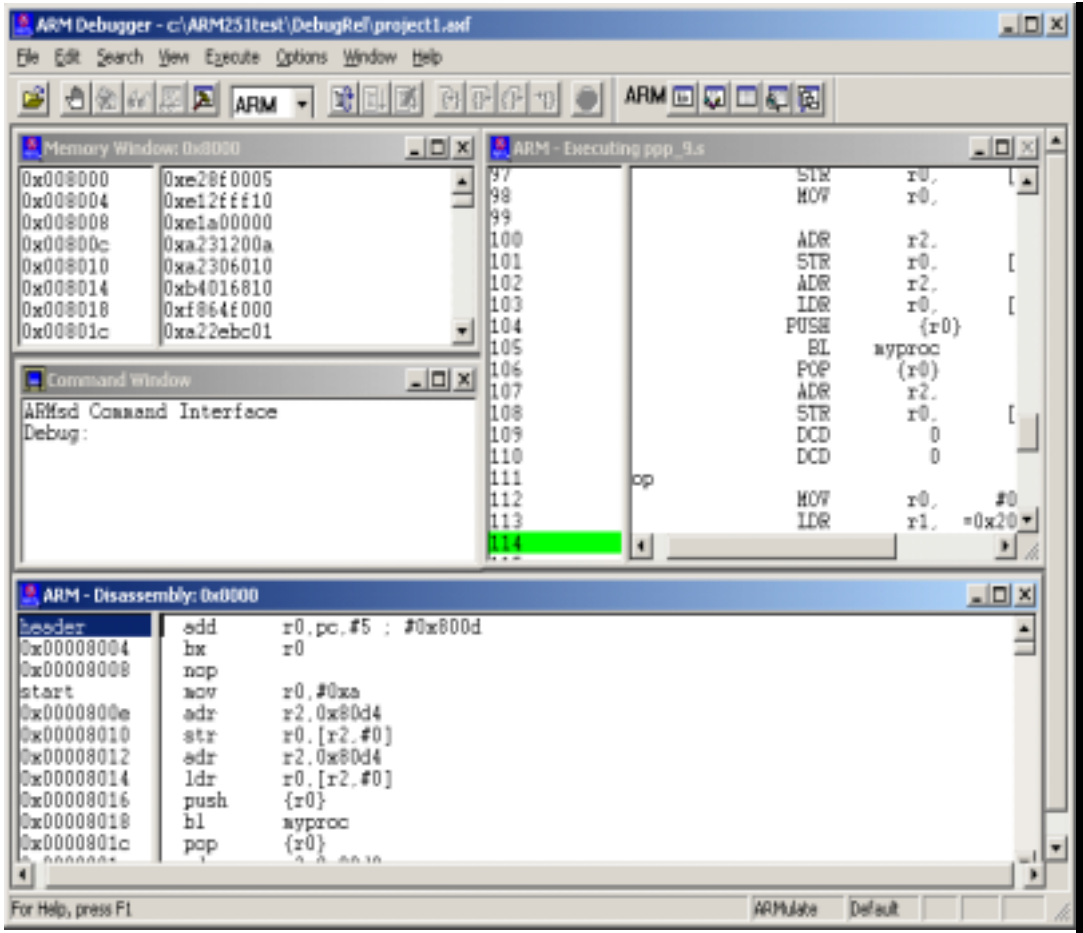 ARM Debugger - c:\ARM251test\DebugRel\project1.axf
File Edit Search View Execute Options Window Help
ARM
ARM
Memory Window: 0x8000
0x008000 0xe28f0005
0x008004 0xe12fff10
0x008008 0xe1a00000
0x00800c 0xa231200a
0x008010 0xa2306010
0x008014 0xb4016810
0x008018 0xf864f000
0x00801c 0xa22ebc01
Command Window
ARMsd Command Interface
Debug:
ARM - Executing ppp_9.s
97 STR r0, [
98 MOV r0,
99
100 ADR r2,
101 STR r0, [
102 ADR r2,
103 LDR r0, [
104 PUSH {r0}
105 BL myproc
106 POP {r0}
107 ADR r2,
108 STR r0, [
109 DCD 0
110 DCD 0
111 op
112 MOV r0, #0
113 LDR r1, =0x20
114
ARM - Disassembly: 0x8000
header add r0,pc,#5 ; #0x800d
0x00008004 bx r0
0x00008008 nop
start mov r0,#0xa
0x0000800e adr r2,0x80d4
0x00008010 str r0,[r2,#0]
0x00008012 adr r2,0x80d4
0x00008014 ldr r0,[r2,#0]
0x00008016 push {r0}
0x00008018 bl myproc
0x0000801c pop {r0}
For Help, press F1
ARMulate Default